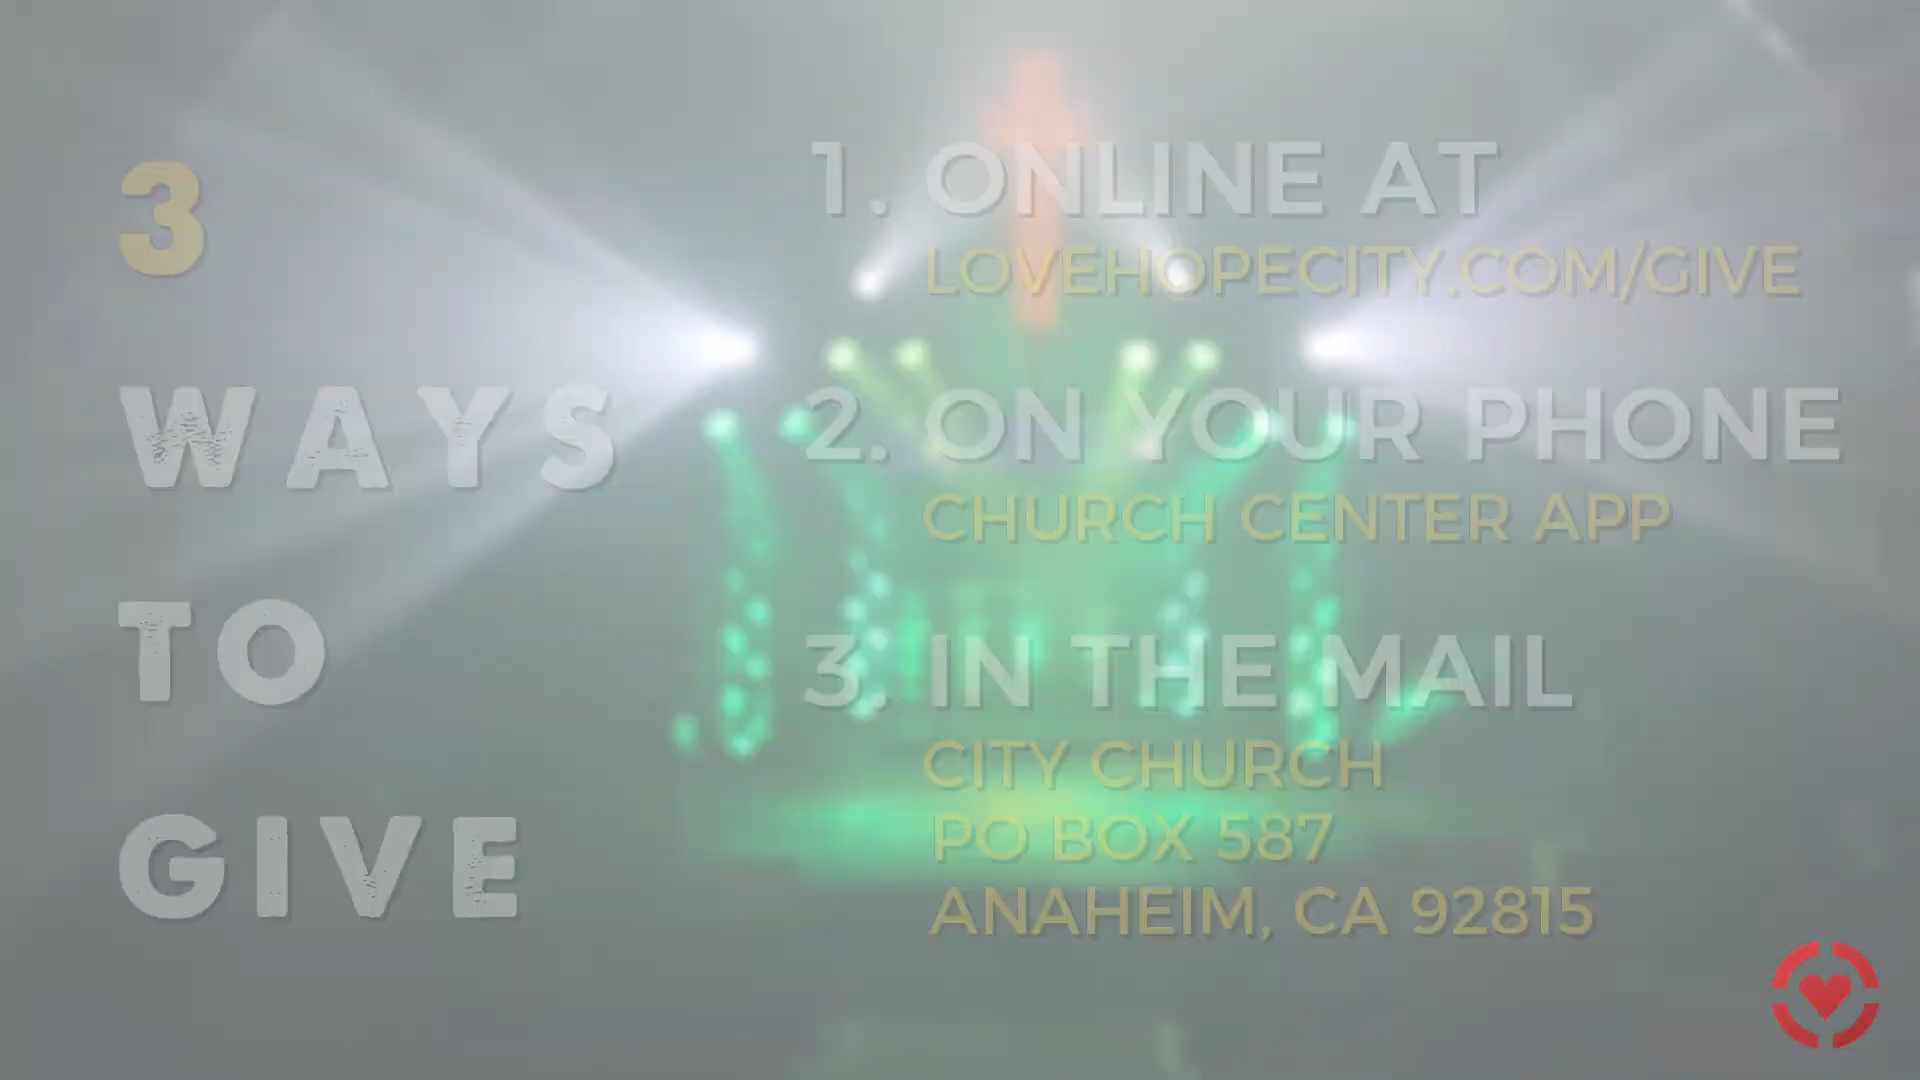 3
WAYS
TO
GIVE
1. ONLINE AT
LOVEHOPECITY.COM/GIVE
2. ON YOUR PHONE
CHURCH CENTER APP
3. IN THE MAIL
CITY CHURCH
PO BOX 587
ANAHEIM, CA 92815